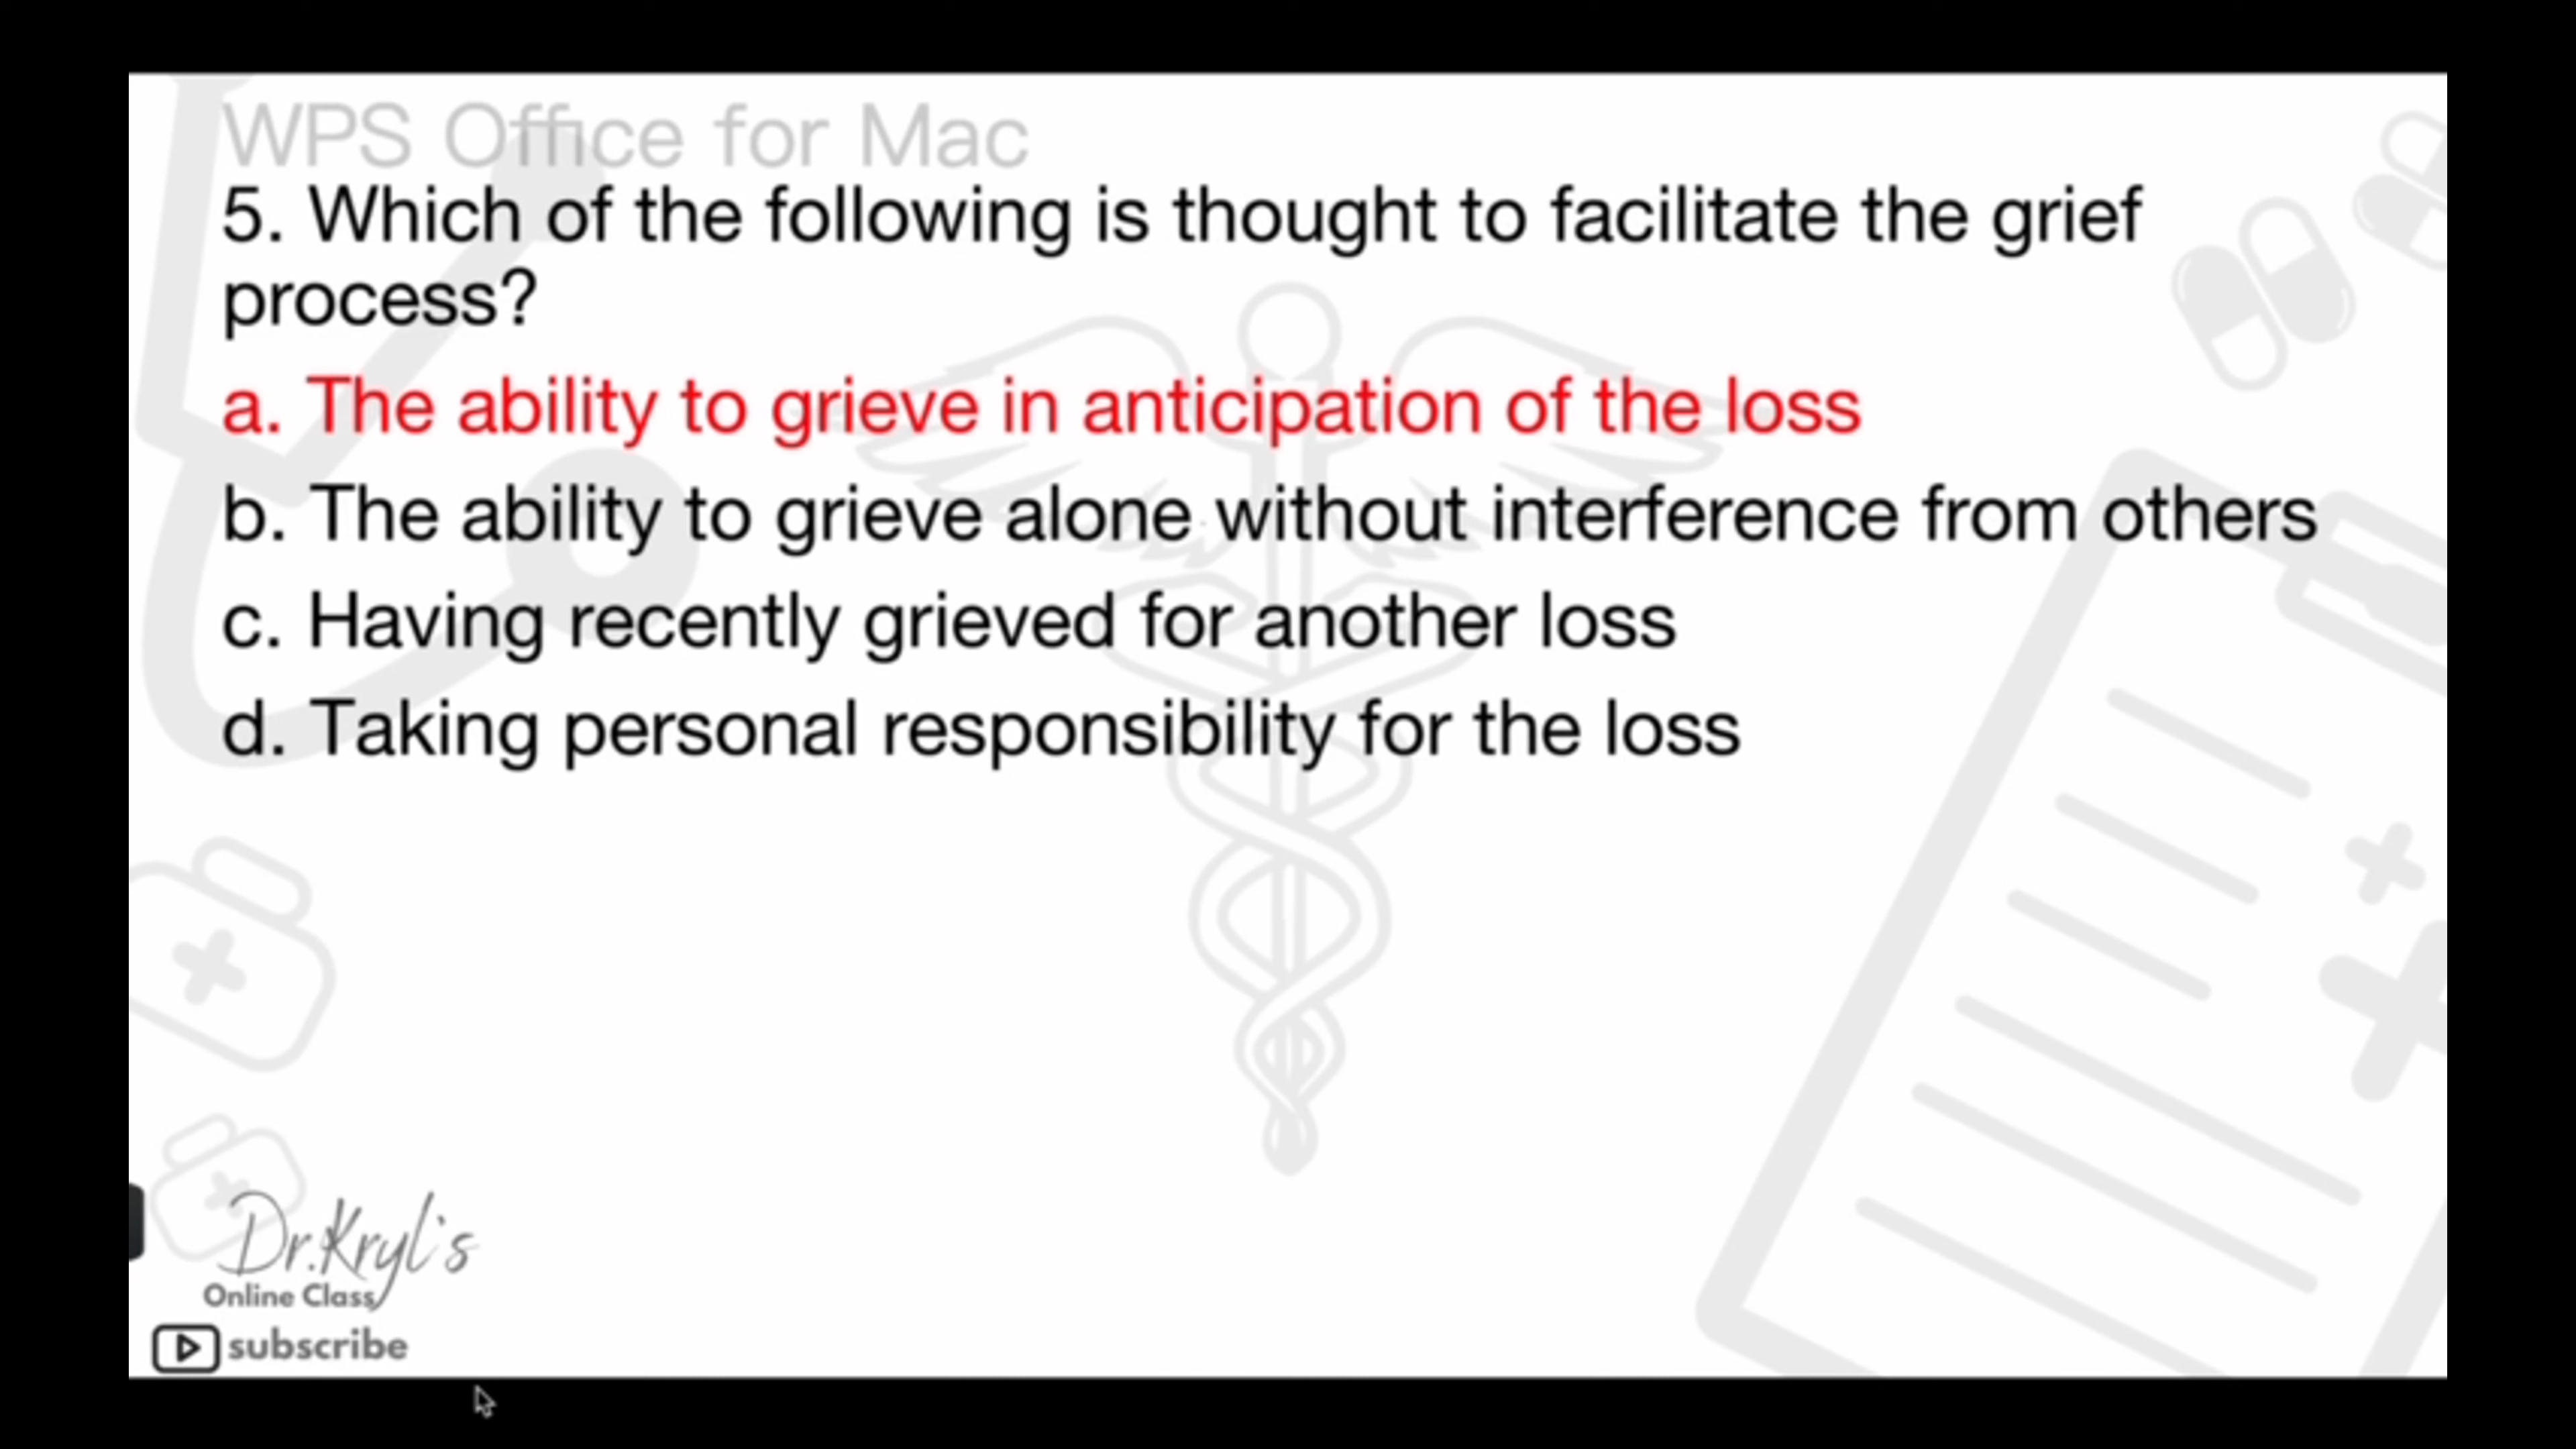 WPS Office for Mac
5. Which of the following is thought to facilitate the grief
process?
a. The ability to grieve in anticipation of the loss
b. The ability to grieve alone without interference from others
c. Having recently grieved for another loss
d. Taking personal responsibility for the loss
Dr.Kryl's
Online Class
subscribe